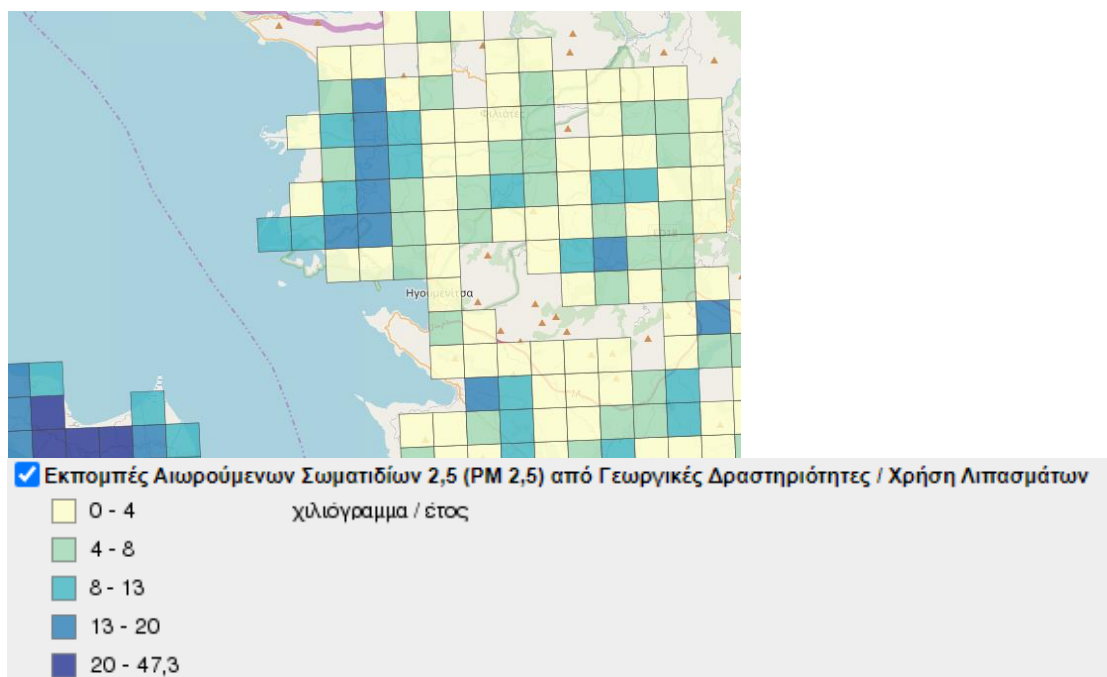 Φιλιάτες
Ηγουμενίτσα
Εκπομπές Αιωρούμενων Σωματιδίων 2,5 (PM 2,5) από Γεωργικές Δραστηριότητες / Χρήση Λιπασμάτων
0 - 4 χιλιόγραμμα / έτος
4 - 8
8 - 13
13 - 20
20 - 47,3